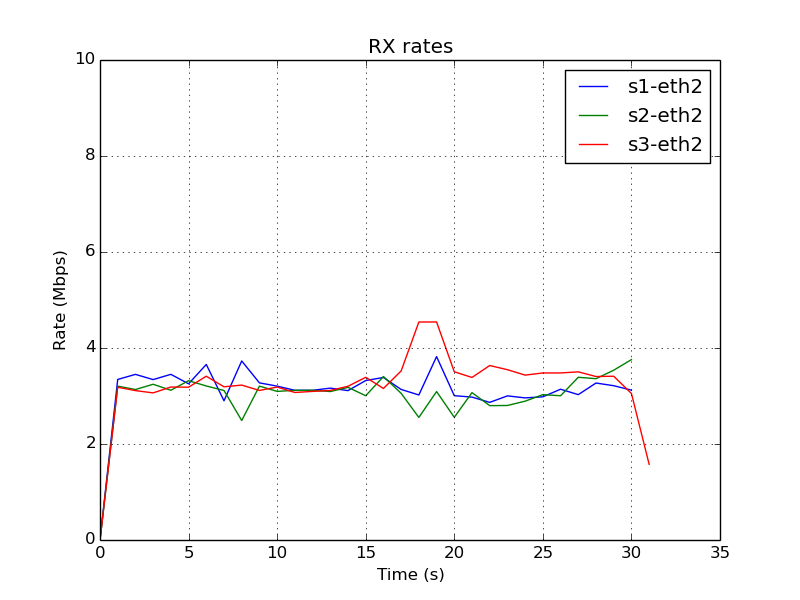 RX rates
s1-eth2
s2-eth2
s3-eth2
10
8
6
4
2
0
Rate (Mbps)
0 5 10 15 20 25 30 35
Time (s)